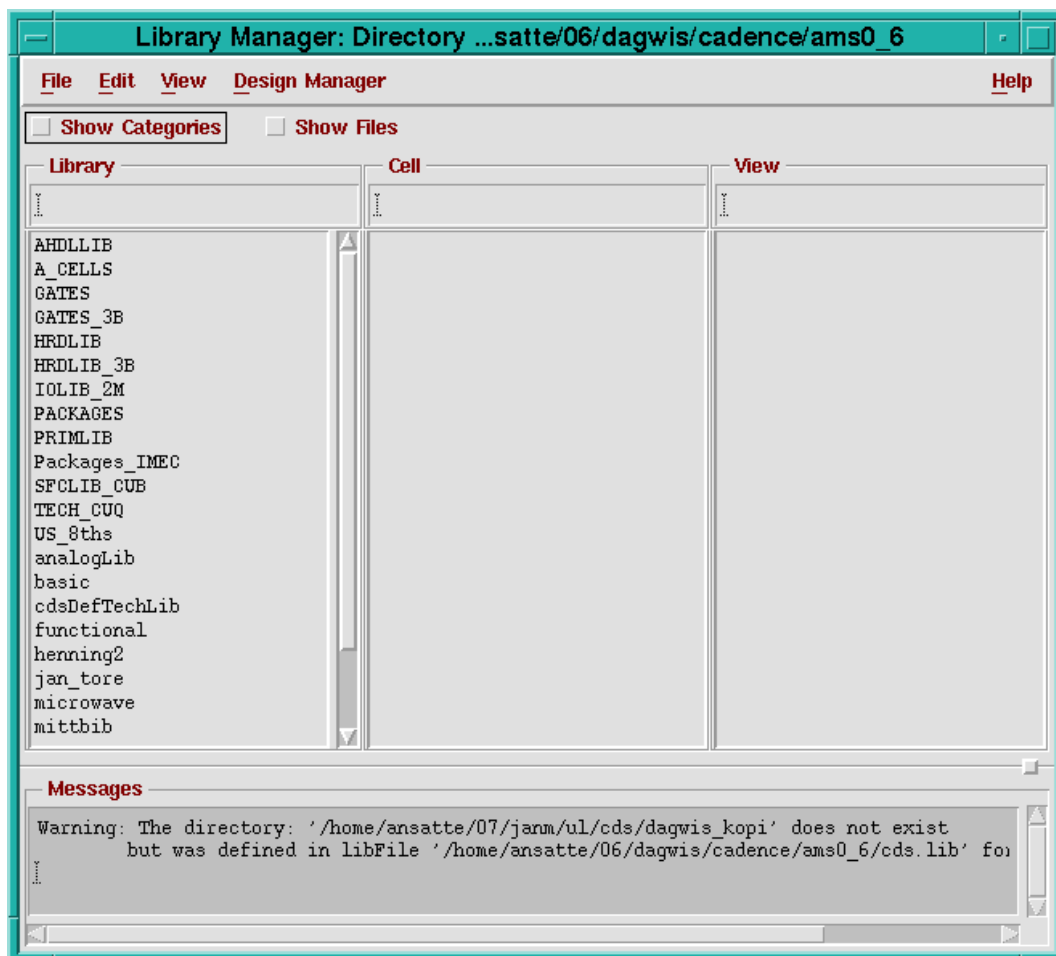 Library Manager: Directory ...satte/06/dagwis/cadence/ams0_6
File Edit View Design Manager Help
Show Categories Show Files
Library Cell View
AHDLLIB
A_CELLS
GATES
GATES_3B
HRDLIB
HRDLIB_3B
IOLIB_2M
PACKAGES
PRIMLIB
Packages_IMEC
SFCLIB_CUB
TECH_CUQ
US_8ths
analogLib
basic
cdsDefTechLib
functional
henning2
jan_tore
microwave
mittbib
Messages
Warning: The directory: '/home/ansatte/07/janm/ul/cds/dagwis_kopi' does not exist
but was defined in libFile '/home/ansatte/06/dagwis/cadence/ams0_6/cds.lib' for